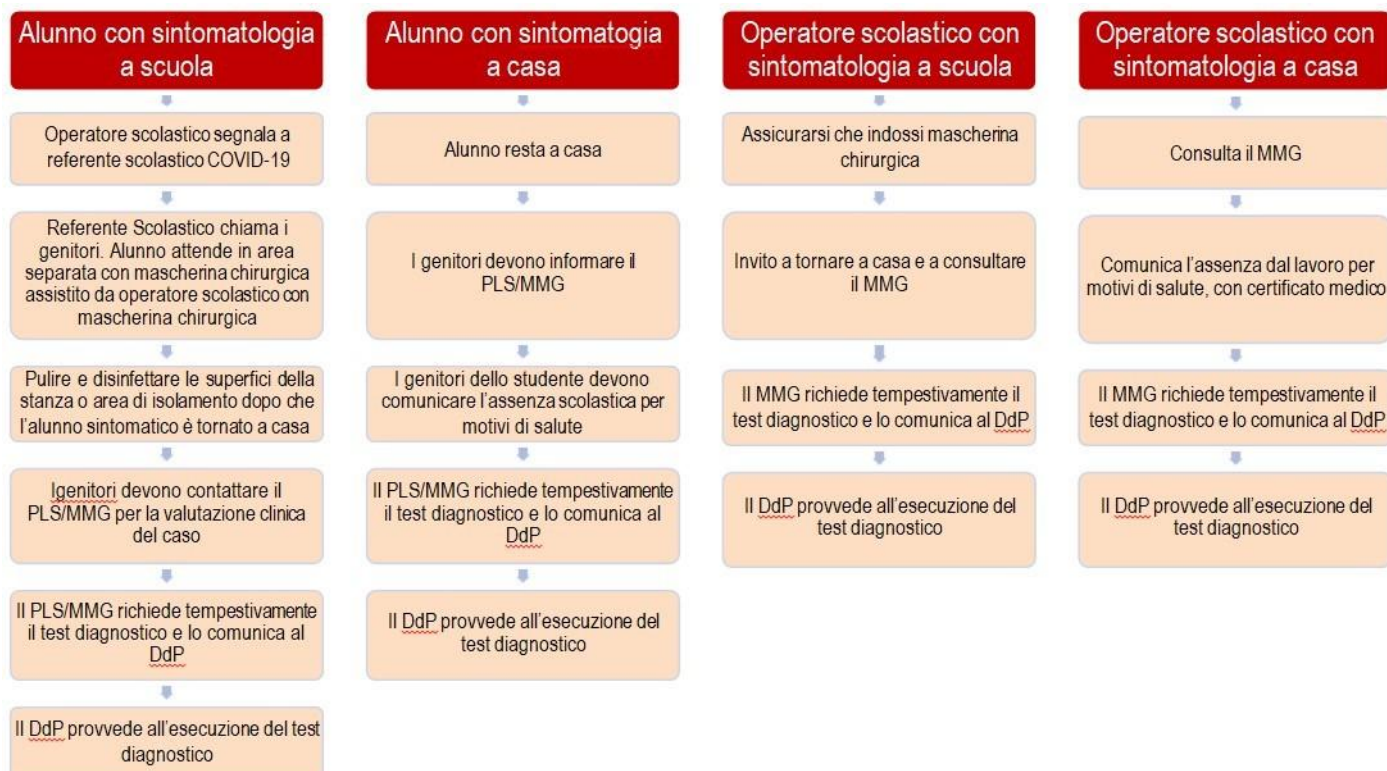 Alunno con sintomatologia
a scuola
Operatore scolastico segnala a
referente scolastico COVID-19
Referente Scolastico chiama i
genitori. Alunno attende in area
separata con mascherina chirurgica
assistito da operatore scolastico con
mascherina chirurgica
Pulire e disinfettare le superfici della
stanza o area di isolamento dopo che
l'alunno sintomatico è tornato a casa
Igenitori devono contattare il
PLS/MMG per la valutazione clinica
del caso
Il PLS/MMG richiede tempestivamente
il test diagnostico e lo comunica al
DdP
Il DdP provvede all'esecuzione del test
diagnostico
Alunno con sintomatogia
a casa
Alunno resta a casa
I genitori devono informare il
PLS/MMG
I genitori dello studente devono
comunicare l'assenza scolastica per
motivi di salute
Il PLS/MMG richiede tempestivamente
il test diagnostico e lo comunica al
DdP
Il DdP provvede all'esecuzione del
test diagnostico
Operatore scolastico con
sintomatologia a scuola
Assicurarsi che indossi mascherina
chirurgica
Invito a tornare a casa e a consultare
il MMG
Il MMG richiede tempestivamente il
test diagnostico e lo comunica al DdP
Il DdP provvede all'esecuzione del
test diagnostico
Operatore scolastico con
sintomatologia a casa
Consulta il MMG
Comunica l'assenza dal lavoro per
motivi di salute, con certificato medico
Il MMG richiede tempestivamente il
test diagnostico e lo comunica al DdP
Il DdP provvede all'esecuzione del
test diagnostico